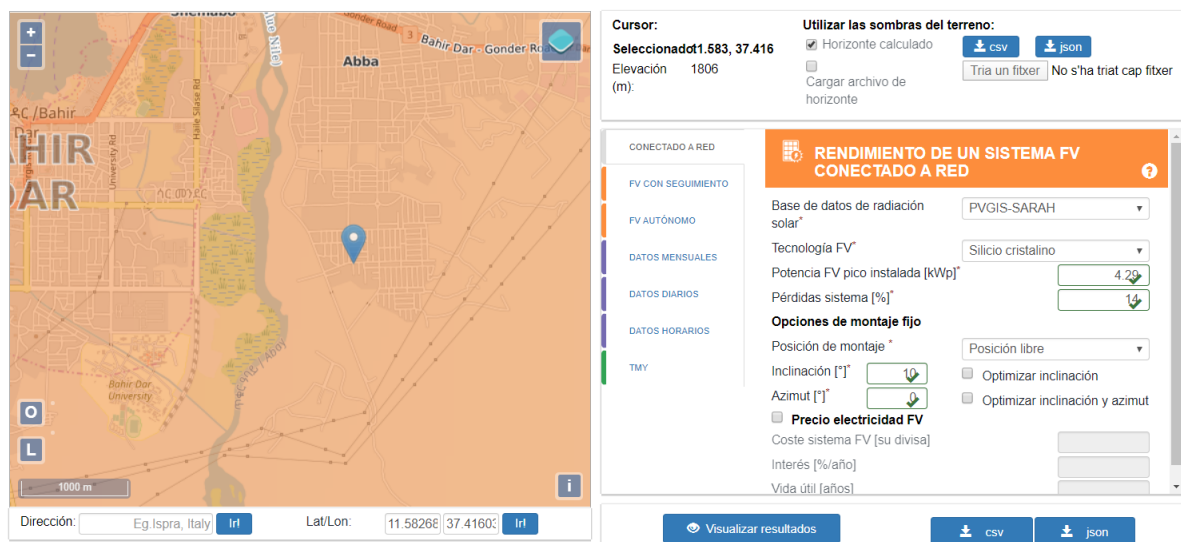 +
−
Gonder Road
3
Bahir Dar - Gonder Ro
lue Nile)
Abba
Haile Silase Rd
University Rd
ዳር /Bahir
Dar
AHIR
DAR
Bahir Dar
University
O
L
1000 m
i
Dirección:
Eg.Ispra, Italy
Ir!
Lat/Lon:
11.58268
37.41603
Ir!
Cursor:
Utilizar las sombras del terreno:
Seleccionado:
11.583, 37.416
Horizonte calculado
csv
json
Elevación
(m):
1806
Cargar archivo de
horizonte
Tria un fitxer
No s'ha triat cap fitxer
CONECTADO A RED
FV CON SEGUIMIENTO
FV AUTÓNOMO
DATOS MENSUALES
DATOS DIARIOS
DATOS HORARIOS
TMY
RENDIMIENTO DE UN SISTEMA FV
CONECTADO A RED
?
Base de datos de radiación
solar*
PVGIS-SARAH
Tecnología FV*
Silicio cristalino
Potencia FV pico instalada [kWp]*
4.29
Pérdidas sistema [%]*
14
Opciones de montaje fijo
Posición de montaje *
Posición libre
Inclinación [°]*
10
Optimizar inclinación
Azimut [°]*
0
Optimizar inclinación y azimut
Precio electricidad FV
Coste sistema FV [su divisa]
Interés [%/año]
Vida útil [años]
Visualizar resultados
csv
json